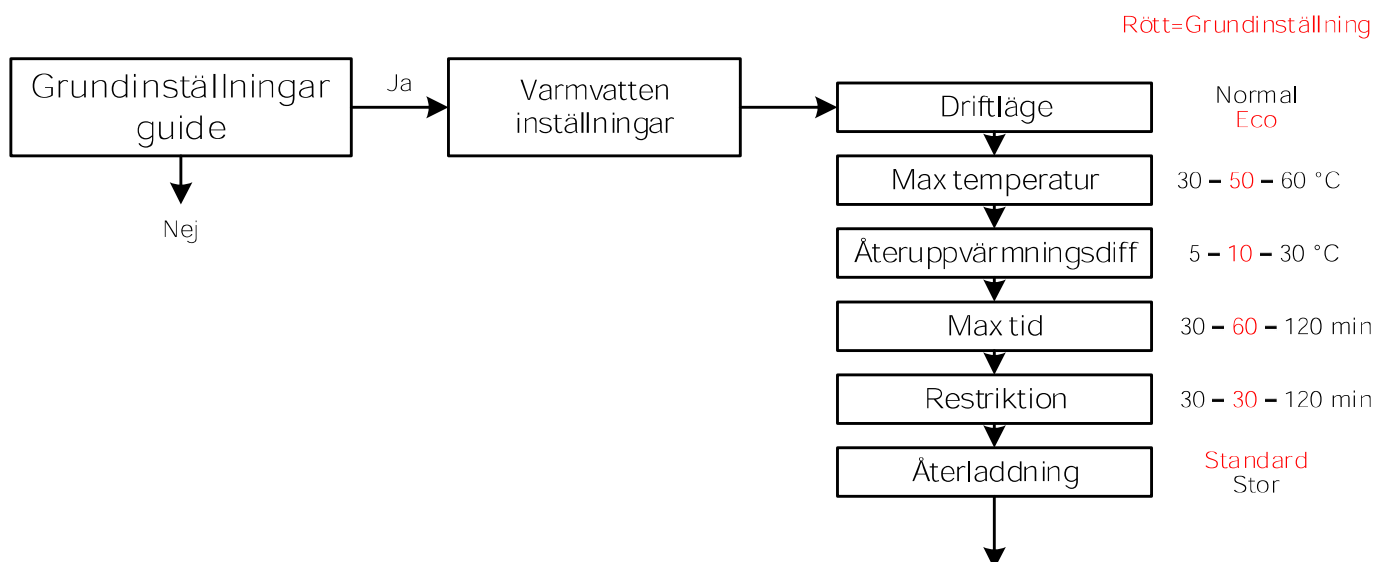 Rött=Grundinställning
Grundinställningar
guide
Ja
Varmvatten
inställningar
Nej
Driftläge
Normal
Eco
Max temperatur
30 – 50 – 60 °C
Återuppvärmningsdiff
5 – 10 – 30 °C
Max tid
30 – 60 – 120 min
Restriktion
30 – 30 – 120 min
Återladdning
Standard
Stor